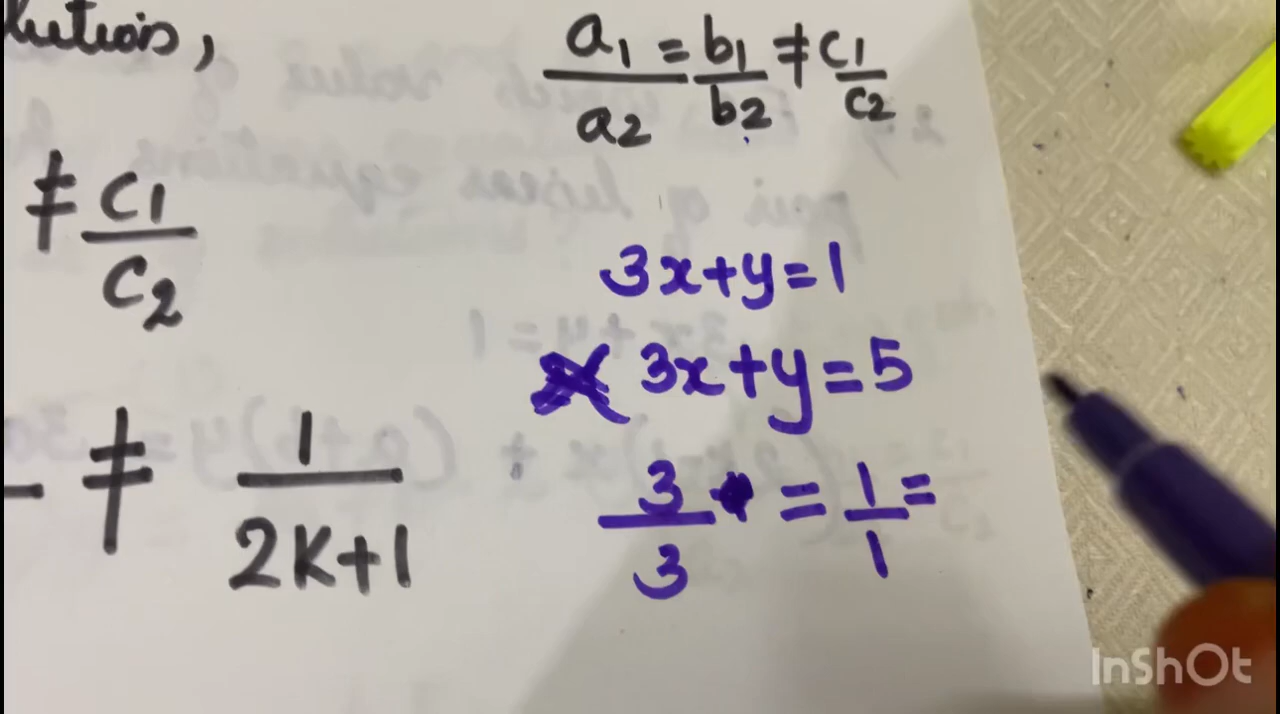 lution,
a1/a2 = b1/b2 ≠ c1/c2
≠ C1/C2
3x+y=1
3x+y=5
≠ 1/2K+1
3/3 = 1/1 =
InShOt